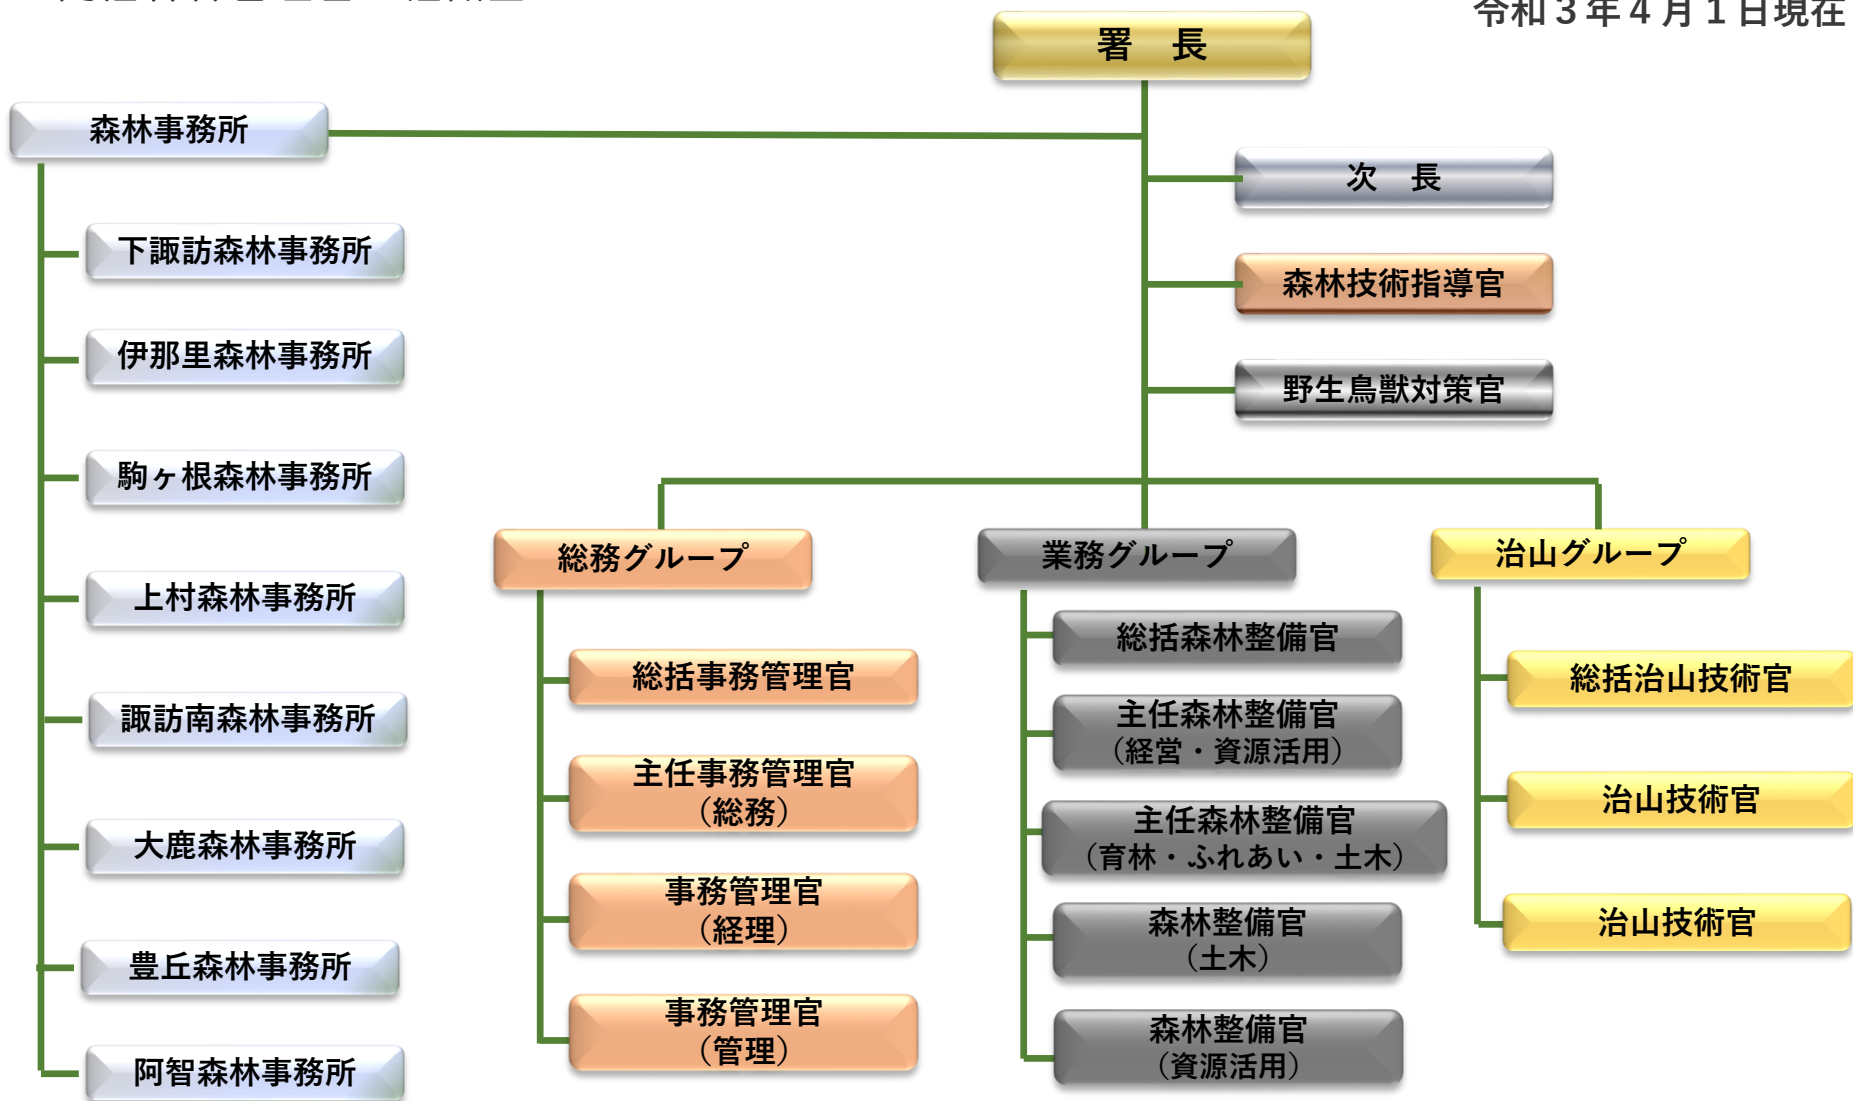 令和３年４月１日現在
署　長
森林事務所
次　長
森林技術指導官
野生鳥獣対策官
下諏訪森林事務所
伊那里森林事務所
駒ヶ根森林事務所
上村森林事務所
諏訪南森林事務所
大鹿森林事務所
豊丘森林事務所
阿智森林事務所
総務グループ
総括事務管理官
主任事務管理官
（総務）
事務管理官
（経理）
事務管理官
（管理）
業務グループ
総括森林整備官
主任森林整備官
（経営・資源活用）
主任森林整備官
（育林・ふれあい・土木）
森林整備官
（土木）
森林整備官
（資源活用）
治山グループ
総括治山技術官
治山技術官
治山技術官